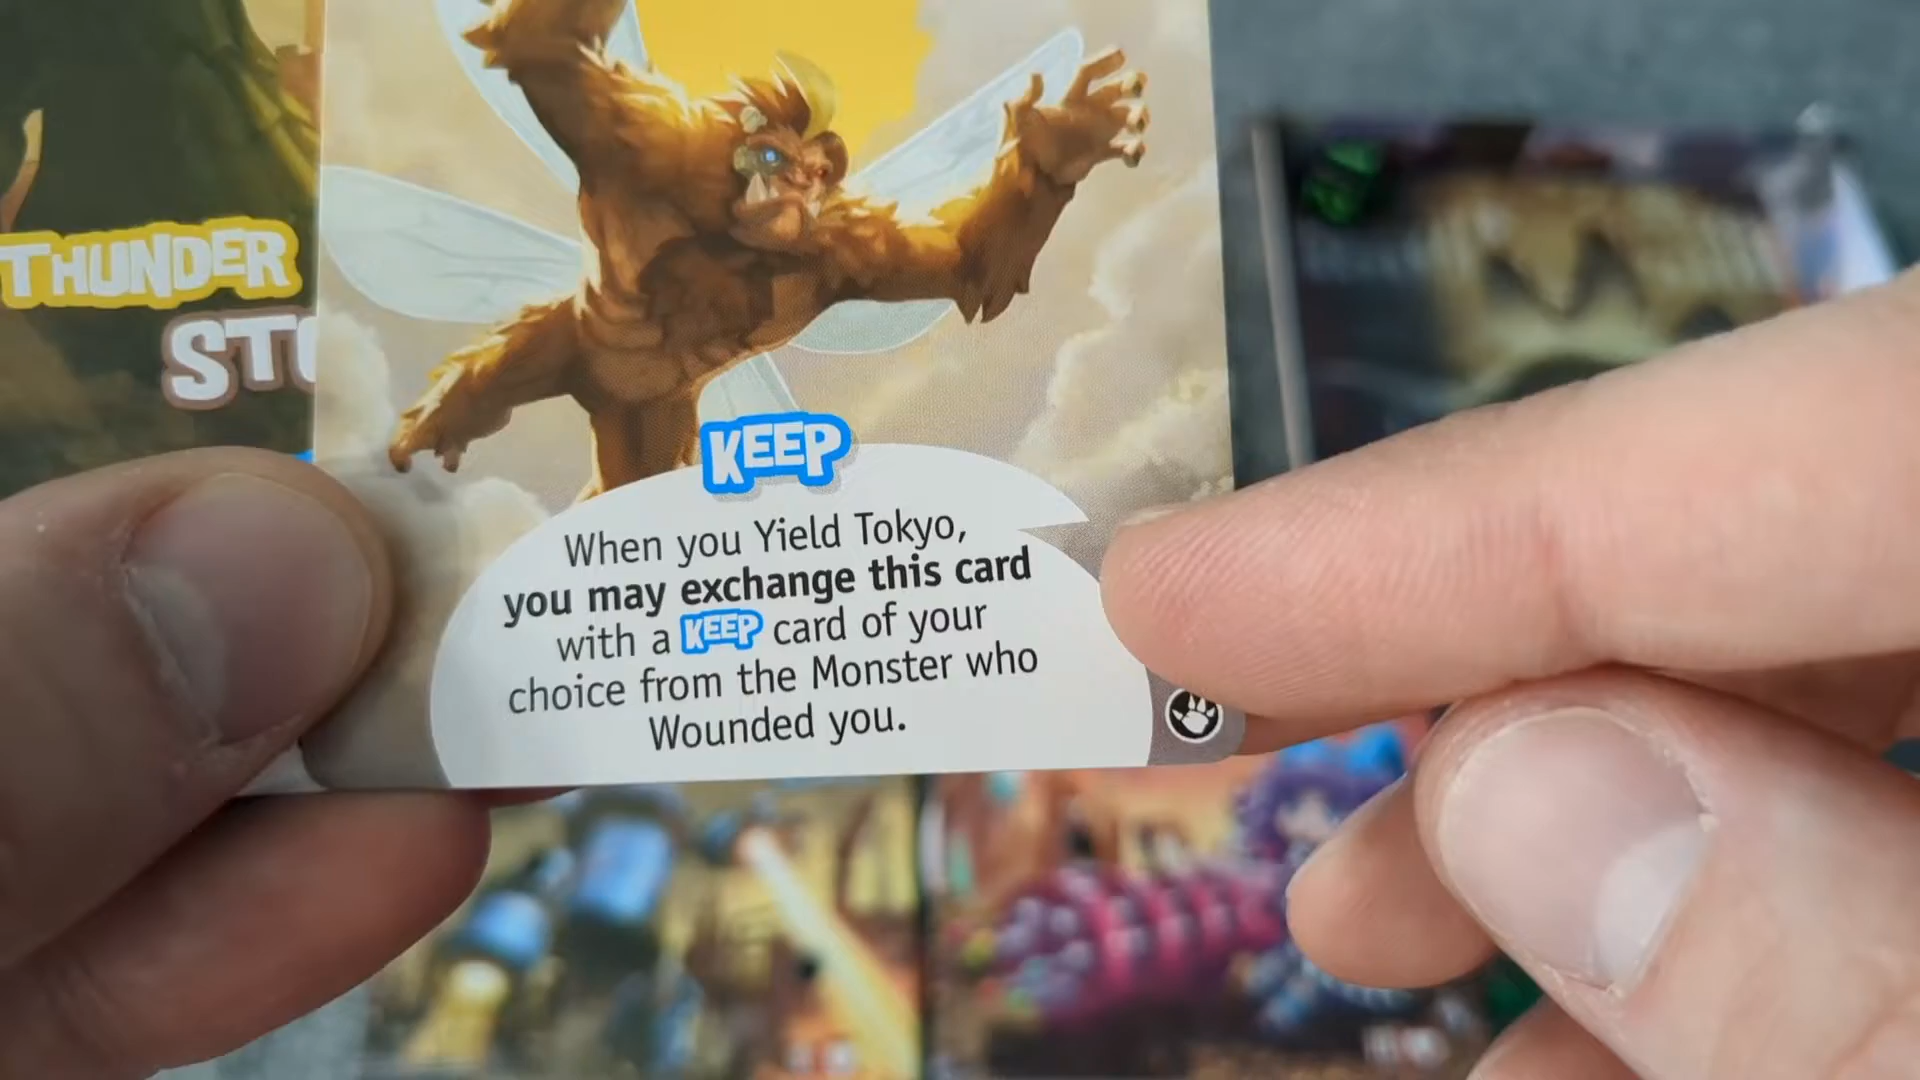 THUNDER
STO
KEEP
When you Yield Tokyo,
you may exchange this card
with a KEEP card of your
choice from the Monster who
Wounded you.